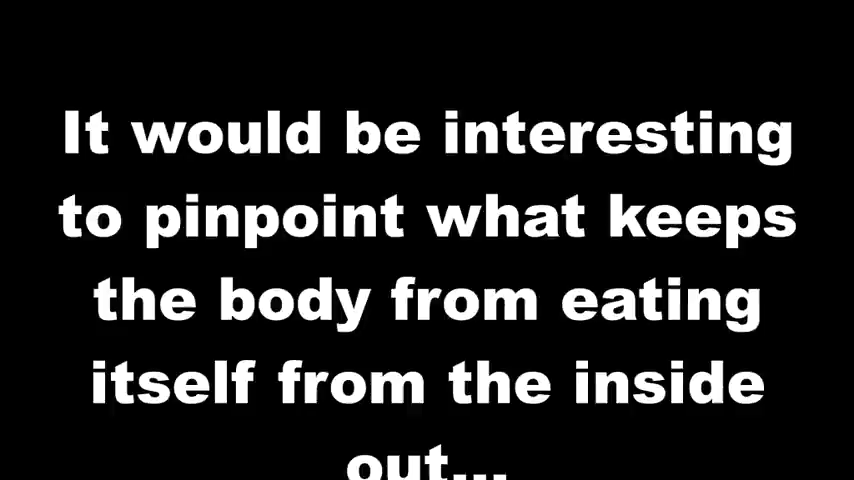 It would be interesting
to pinpoint what keeps
the body from eating
itself from the inside
out...